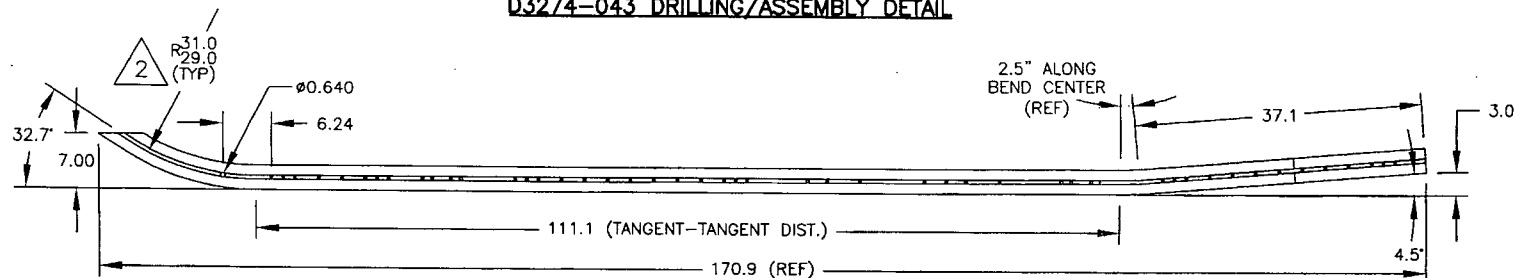 D3274-043 DRILLING/ASSEMBLY DETAIL
2
R31.0
29.0
(TYP)
ø0.640
6.24
32.7°
7.00
2.5" ALONG
BEND CENTER
(REF)
37.1
3.0
111.1 (TANGENT-TANGENT DIST.)
4.5°
170.9 (REF)